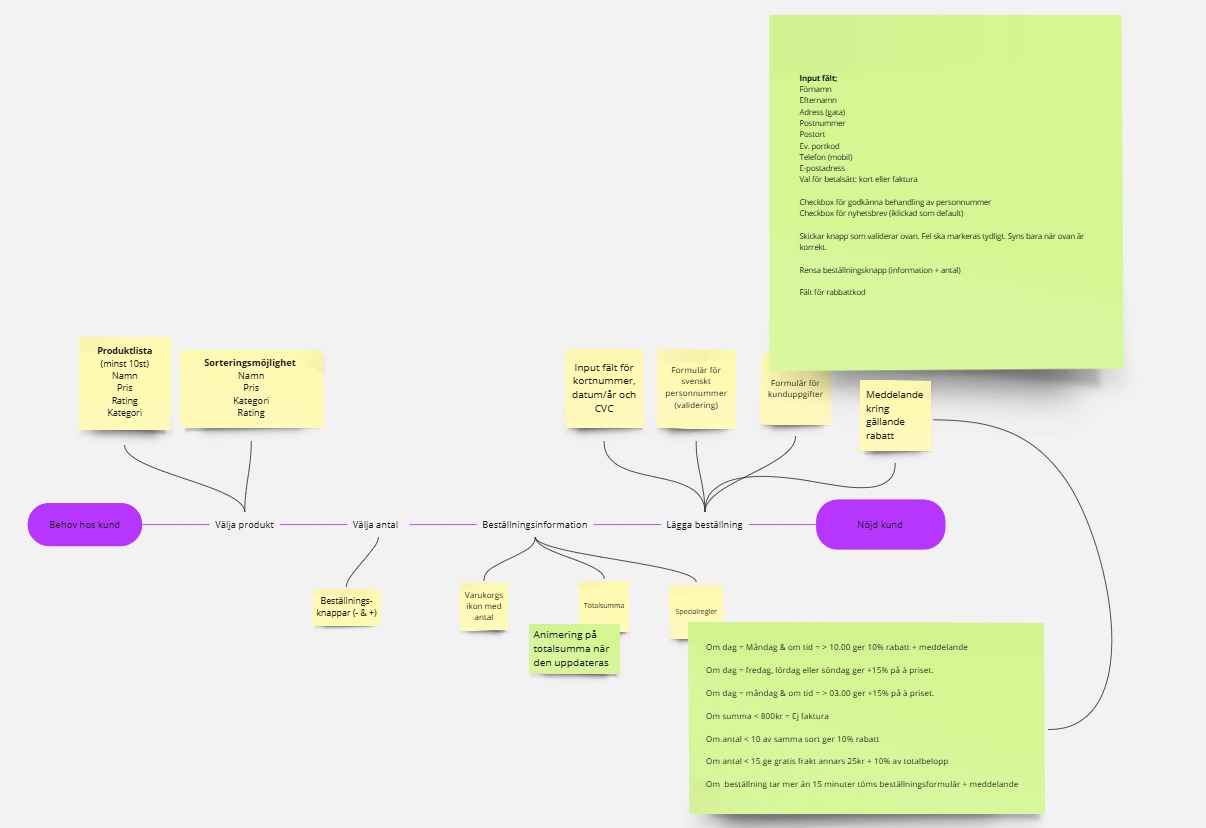 Input fält;
Förnamn
Efternamn
Adress (gata)
Postnummer
Postort
Ev. portkod
Telefon (mobil)
E-postadress
Val för betalsätt: kort eller faktura
Checkbox för godkänna behandling av personnummer
Checkbox för nyhetsbrev (iklickad som default)
Skickar knapp som validerar ovan. Fel ska markeras tydligt. Syns bara när ovan är
korrekt.
Rensa beställningsknapp (information + antal)
Fält för rabbattkod
Produktlista
(minst 10st)
Namn
Pris
Rating
Kategori
Sorteringsmöjlighet
Namn
Pris
Kategori
Rating
Input fält för
kortnummer,
datum/år och
CVC
Formulär för
svenskt
personnummer
(validering)
Formulär för
kunduppgifter
Meddelande
kring
gällande
rabatt
Behov hos kund
Välja produkt
Välja antal
Beställningsinformation
Lägga beställning
Nöjd kund
Beställnings-
knappar (- & +)
Varukorgs
ikon med
antal
Totalsumma
Animering på
totalsumma när
den uppdateras
Specialregler
Om dag = Måndag & om tid = > 10.00 ger 10% rabatt + meddelande
Om dag = fredag, lördag eller söndag ger +15% på à priset.
Om dag = måndag & om tid = > 03.00 ger +15% på à priset.
Om summa < 800kr = Ej faktura
Om antal < 10 av samma sort ger 10% rabatt
Om antal < 15 ge gratis frakt annars 25kr + 10% av totalbelopp
Om  beställning tar mer än 15 minuter töms beställningsformulär + meddelande